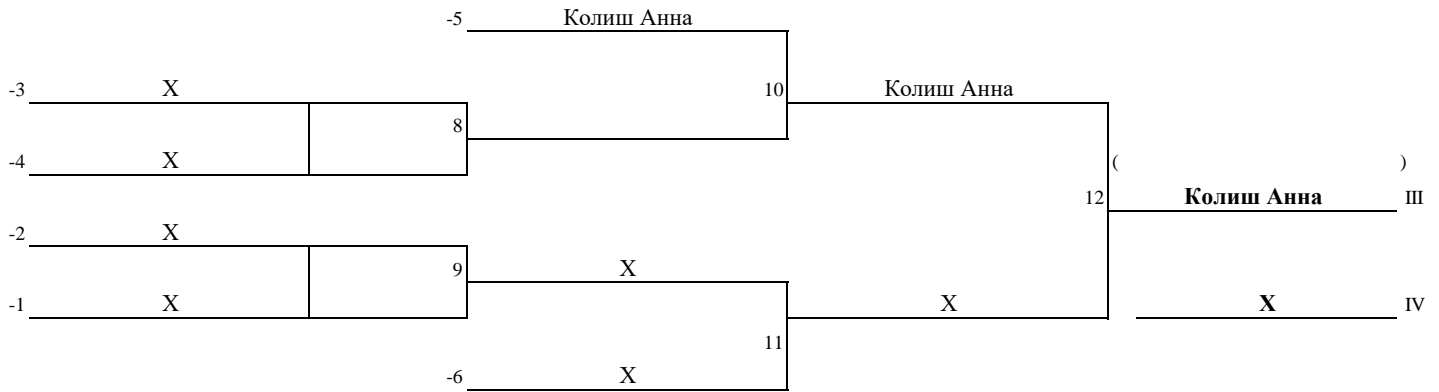 -5 Колиш Анна
-3 X 10 Колиш Анна
8
-4 X ( )
12 Колиш Анна III
-2 X
9 X
-1 X X X IV
11
-6 X